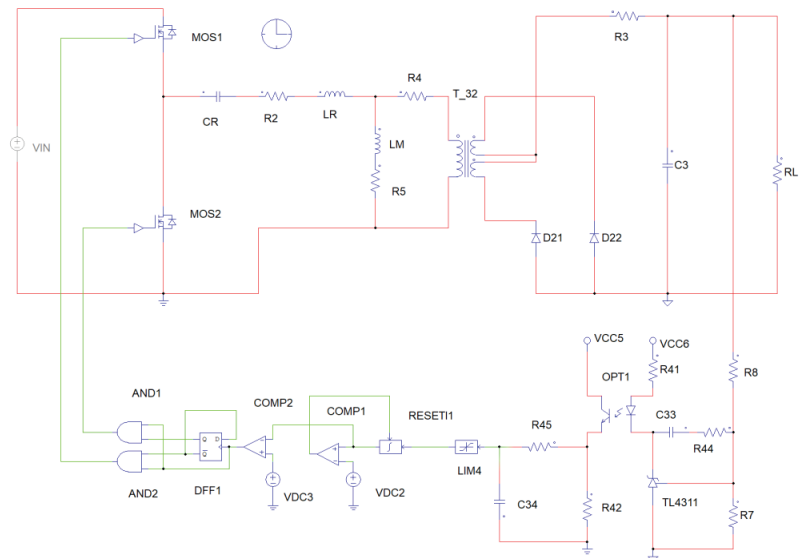 MOS1
R3
R4
T_32
CR
R2
LR
LM
VIN
C3
RL
R5
MOS2
D21
D22
VCC5
VCC6
OPT1
R41
R8
AND1
COMP2
COMP1
RESETI1
R45
C33
R44
D
Q
Q
LIM4
VDC3
VDC2
C34
R42
TL4311
R7
AND2
DFF1